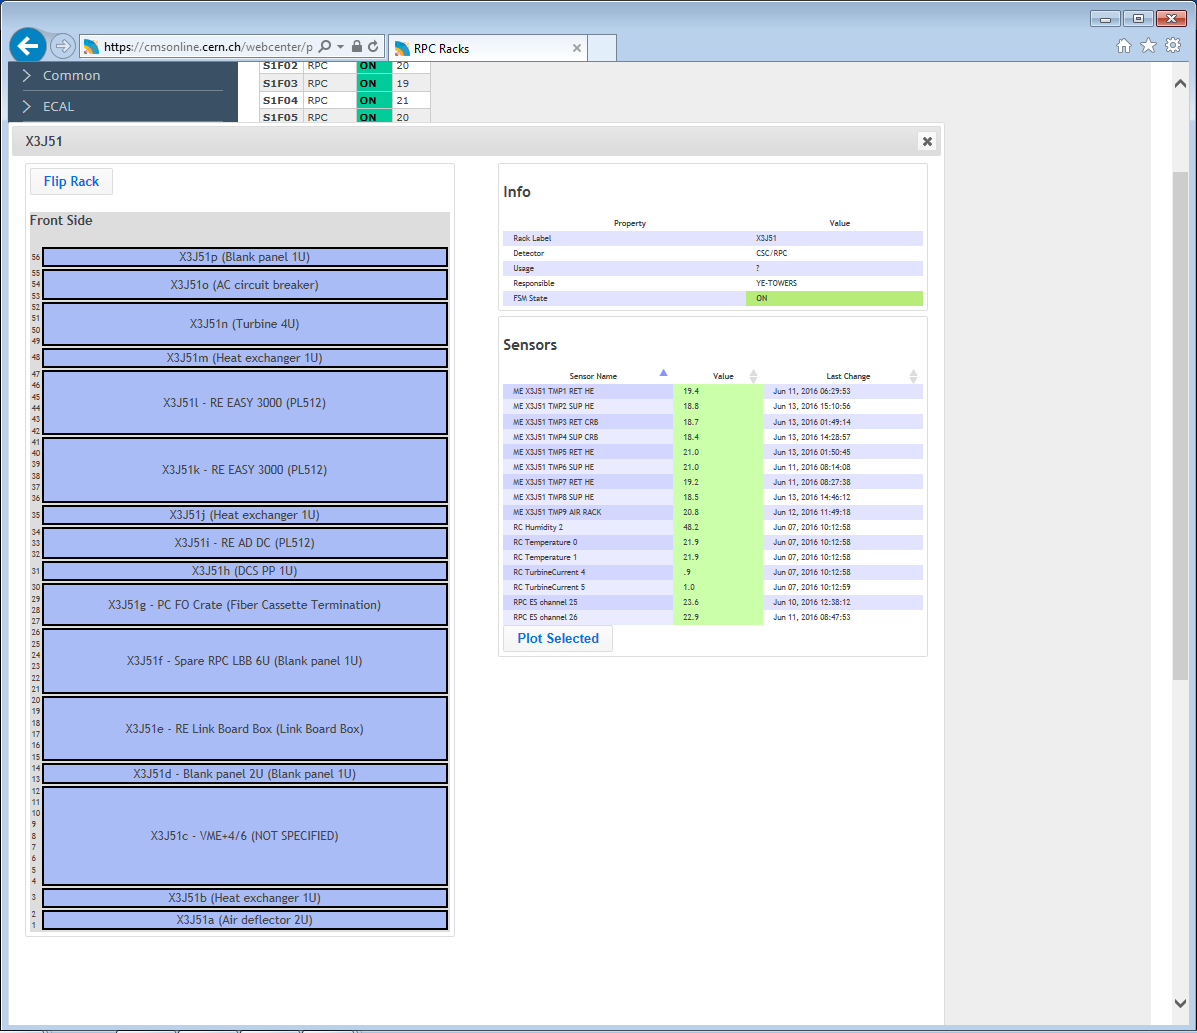 https://cmsonline.cern.ch/webcenter/p
RPC Racks
Common
ECAL
S1F02 RPC ON 20
S1F03 RPC ON 19
S1F04 RPC ON 21
S1F05 RPC ON 20
X3J51
Flip Rack
Front Side
56 X3J51p (Blank panel 1U)
55
54 X3J51o (AC circuit breaker)
53
52
51 X3J51n (Turbine 4U)
50
49
48 X3J51m (Heat exchanger 1U)
47
46
45 X3J51l - RE EASY 3000 (PL512)
44
43
42
41
40
39 X3J51k - RE EASY 3000 (PL512)
38
37
36
35 X3J51j (Heat exchanger 1U)
34
33 X3J51i - RE AD DC (PL512)
32
31 X3J51h (DCS PP 1U)
30
29 X3J51g - PC FO Crate (Fiber Cassette Termination)
28
27
26
25
24 X3J51f - Spare RPC LBB 6U (Blank panel 1U)
23
22
21
20
19
18 X3J51e - RE Link Board Box (Link Board Box)
17
16
15
14 X3J51d - Blank panel 2U (Blank panel 1U)
13
12
11
10
9
8 X3J51c - VME+4/6 (NOT SPECIFIED)
7
6
5
4
3 X3J51b (Heat exchanger 1U)
2 X3J51a (Air deflector 2U)
1
Info
Property Value
Rack Label X3J51
Detector CSC/RPC
Usage ?
Responsible YE-TOWERS
FSM State ON
Sensors
Sensor Name Value Last Change
ME X3J51 TMP1 RET HE 19.4 Jun 11, 2016 06:29:53
ME X3J51 TMP2 SUP HE 18.8 Jun 13, 2016 15:10:56
ME X3J51 TMP3 RET CRB 18.7 Jun 13, 2016 01:49:14
ME X3J51 TMP4 SUP CRB 18.4 Jun 13, 2016 14:28:57
ME X3J51 TMP5 RET HE 21.0 Jun 13, 2016 01:50:45
ME X3J51 TMP6 SUP HE 21.0 Jun 11, 2016 08:14:08
ME X3J51 TMP7 RET HE 19.2 Jun 11, 2016 08:27:38
ME X3J51 TMP8 SUP HE 18.5 Jun 13, 2016 14:46:12
ME X3J51 TMP9 AIR RACK 20.8 Jun 12, 2016 11:49:18
RC Humidity 2 48.2 Jun 07, 2016 10:12:58
RC Temperature 0 21.9 Jun 07, 2016 10:12:58
RC Temperature 1 21.9 Jun 07, 2016 10:12:58
RC TurbineCurrent 4 .9 Jun 07, 2016 10:12:58
RC TurbineCurrent 5 1.0 Jun 07, 2016 10:12:59
RPC ES channel 25 23.6 Jun 10, 2016 12:38:12
RPC ES channel 26 22.9 Jun 11, 2016 08:47:53
Plot Selected